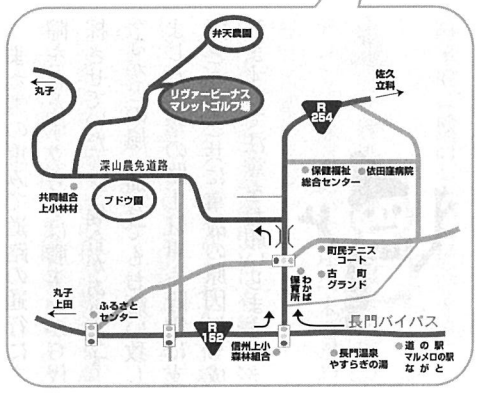 弁天農園
丸子
リヴァービーナス
マレットゴルフ場
佐久
立科
R
254
深山農免道路
保健福祉
総合センター
依田窪病院
共同組合
上小林材
ブドウ園
町民テニス
コート
わかば
保育所
古町
グランド
丸子
上田
ふるさと
センター
長門バイパス
R
152
信州上小
森林組合
長門温泉
やすらぎの湯
道の駅
マルメロの駅
ながと